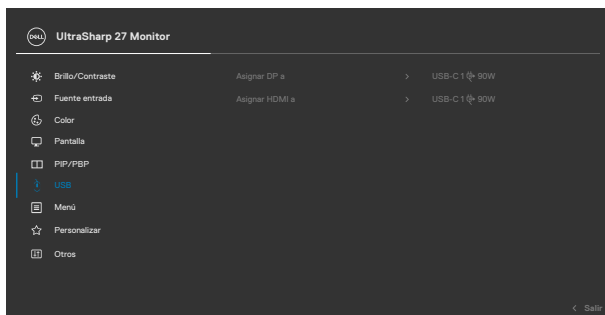 DELL UltraSharp 27 Monitor
Brillo/Contraste Asignar DP a > USB-C 1 90W
Fuente entrada Asignar HDMI a > USB-C 1 90W
Color
Pantalla
PIP/PBP
USB
Menú
Personalizar
Otros
< Salir